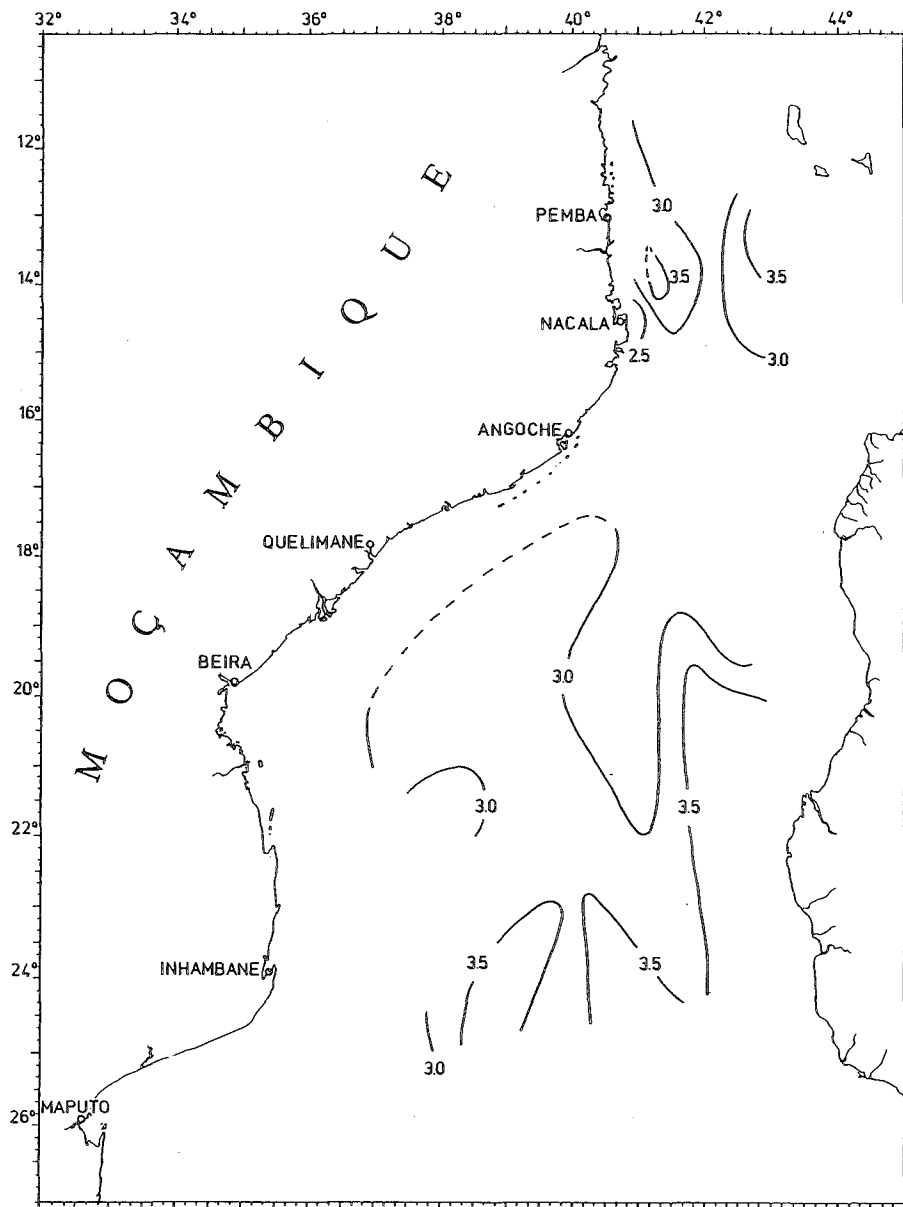 32° 34° 36° 38° 40° 42° 44°
12°
14°
16°
18°
20°
22°
24°
26°
MOÇAMBIQUE
PEMBA
NACALA
ANGOCHE
QUELIMANE
BEIRA
INHAMBANE
MAPUTO
3.0
3.5
3.5
2.5
3.0
3.0
3.0
3.5
3.5
3.5
3.0